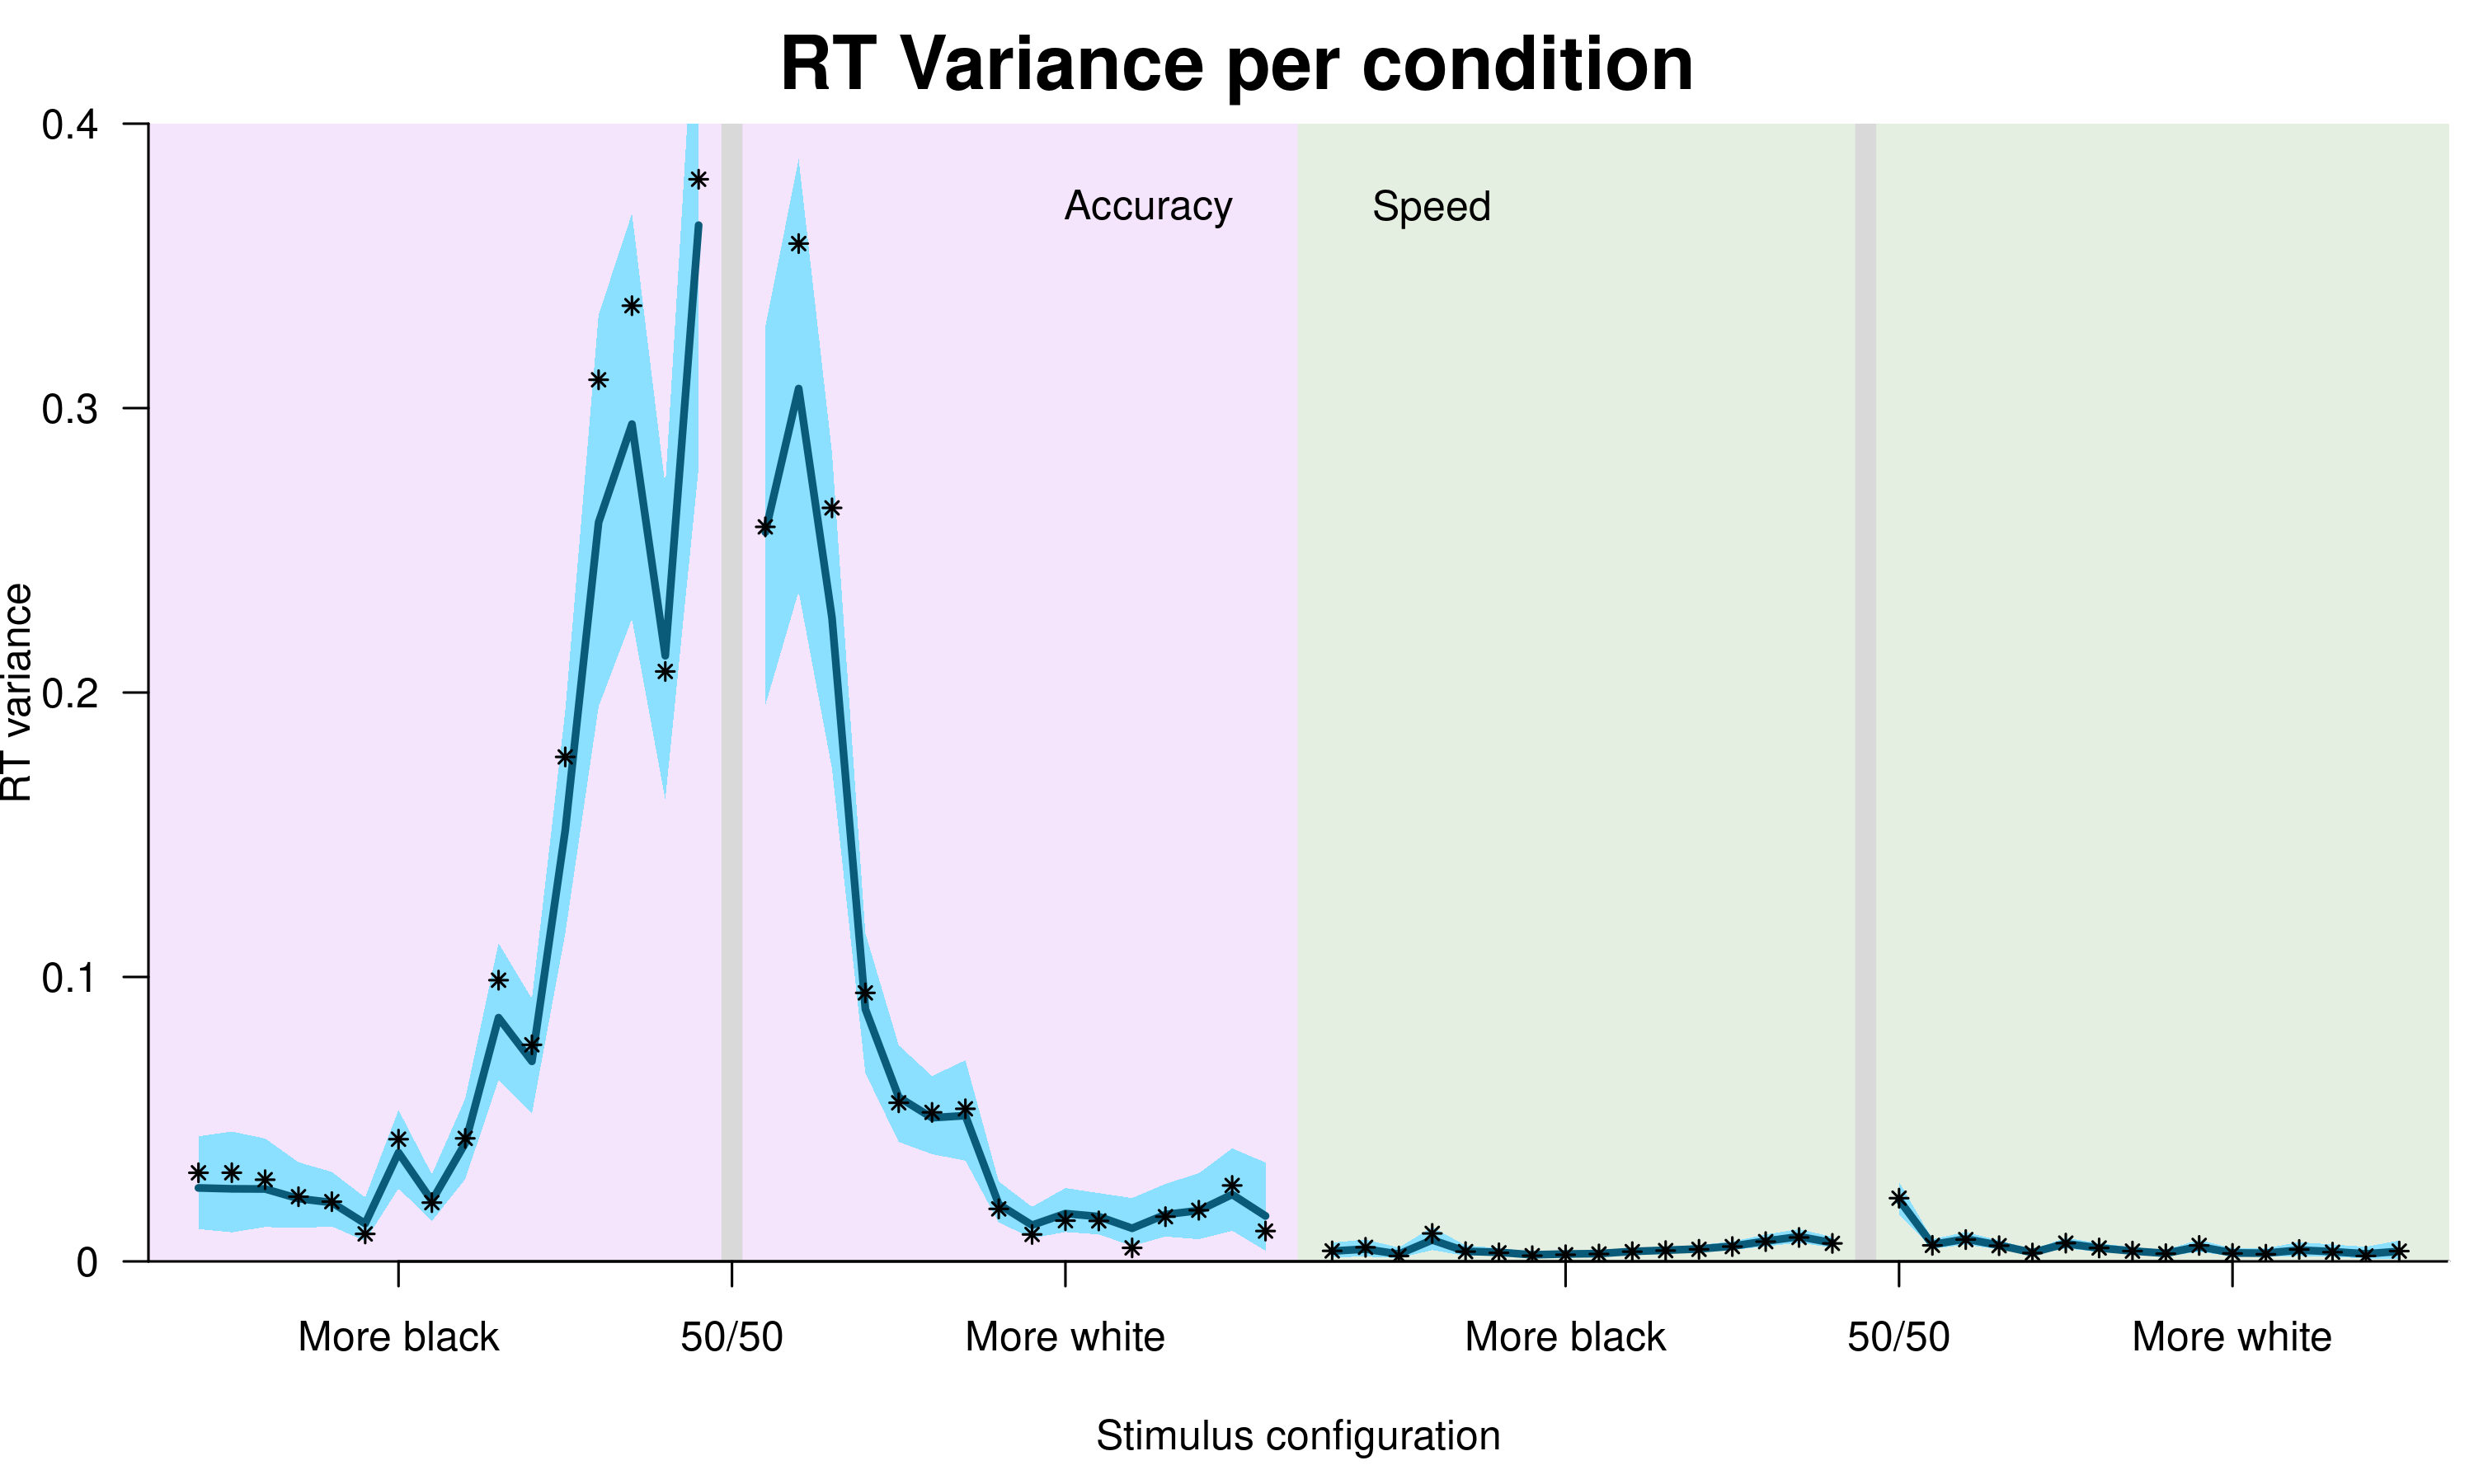 RT Variance per condition
0.4
Accuracy
Speed
0.3
0.2
0.1
0
RT variance
More black
50/50
More white
More black
50/50
More white
Stimulus configuration